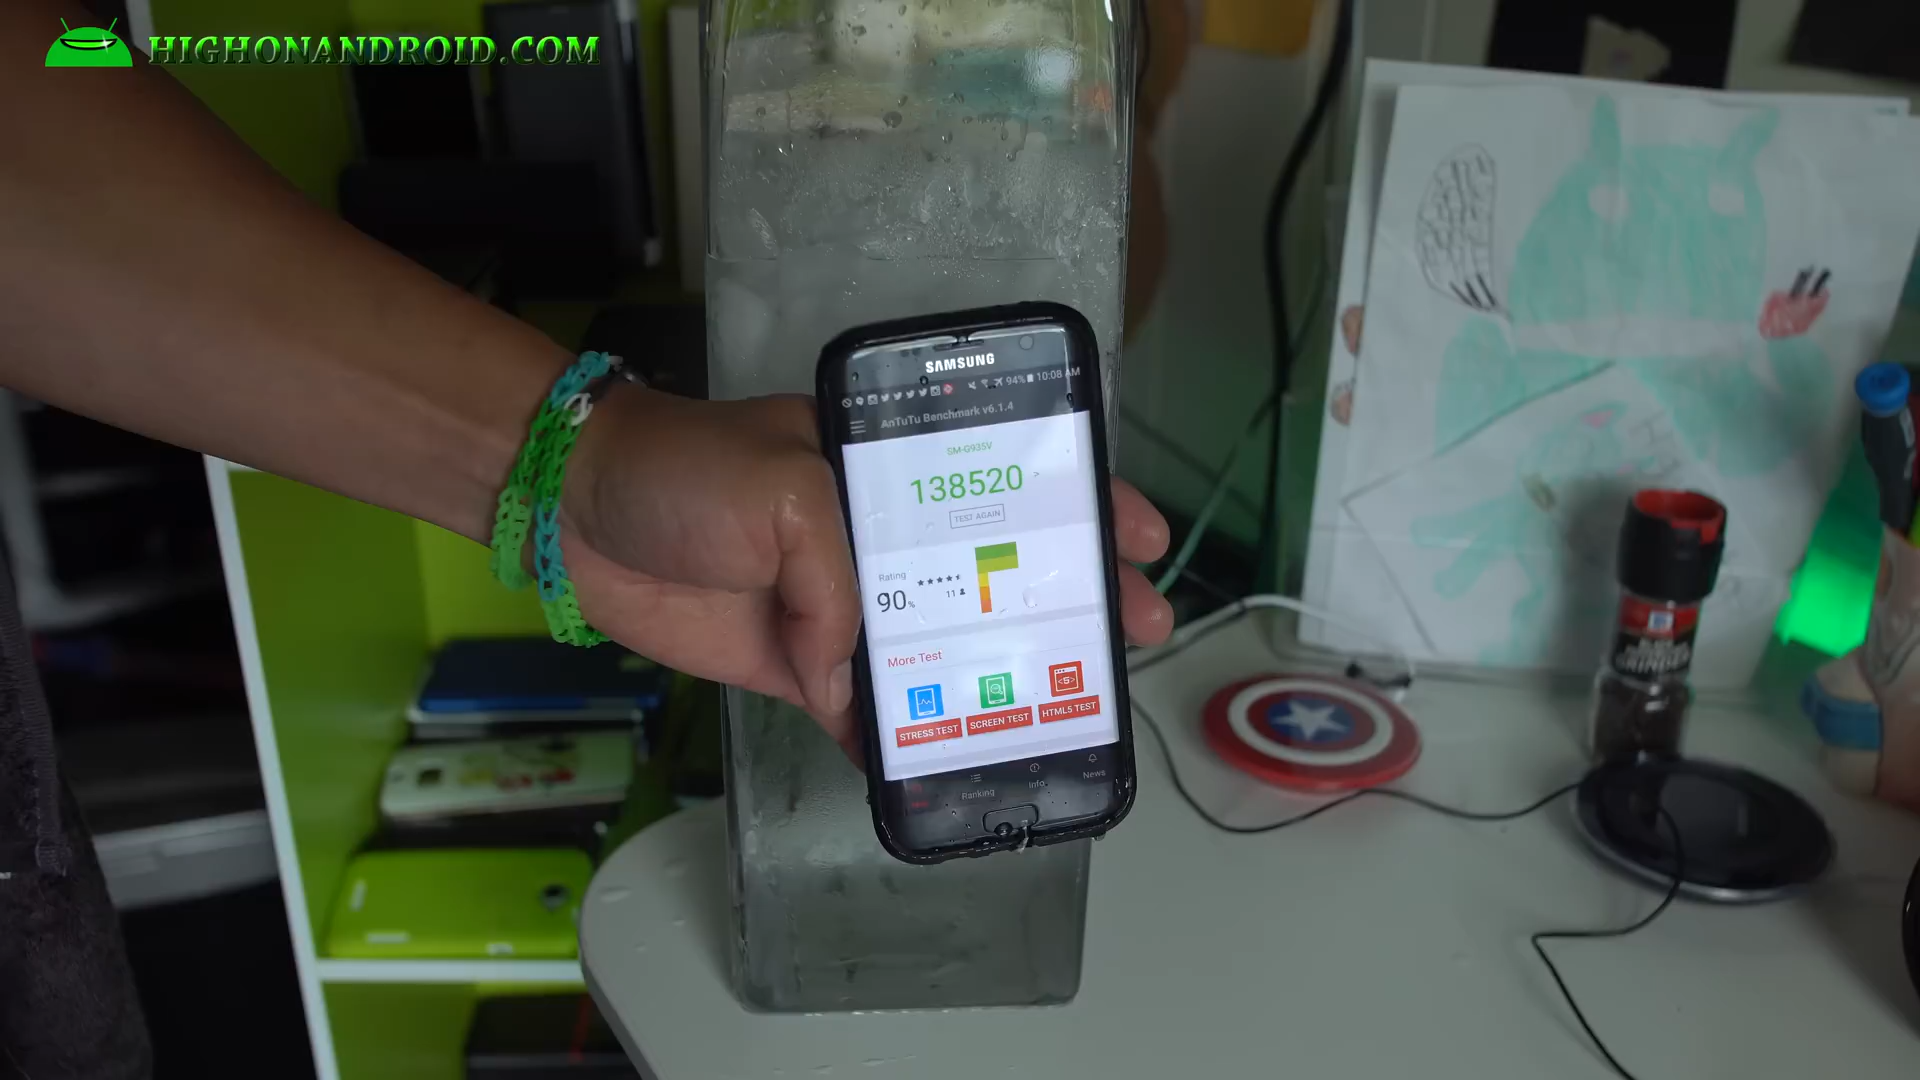 HIGHONANDROID.COM
SAMSUNG
94% 10:08 AM
AnTuTu Benchmark v6.1.4
SM-G935V
138520 >
TEST AGAIN
Rating
90%
11
More Test
STRESS TEST
SCREEN TEST
HTML5 TEST
Ranking
Info
News
GRINDER